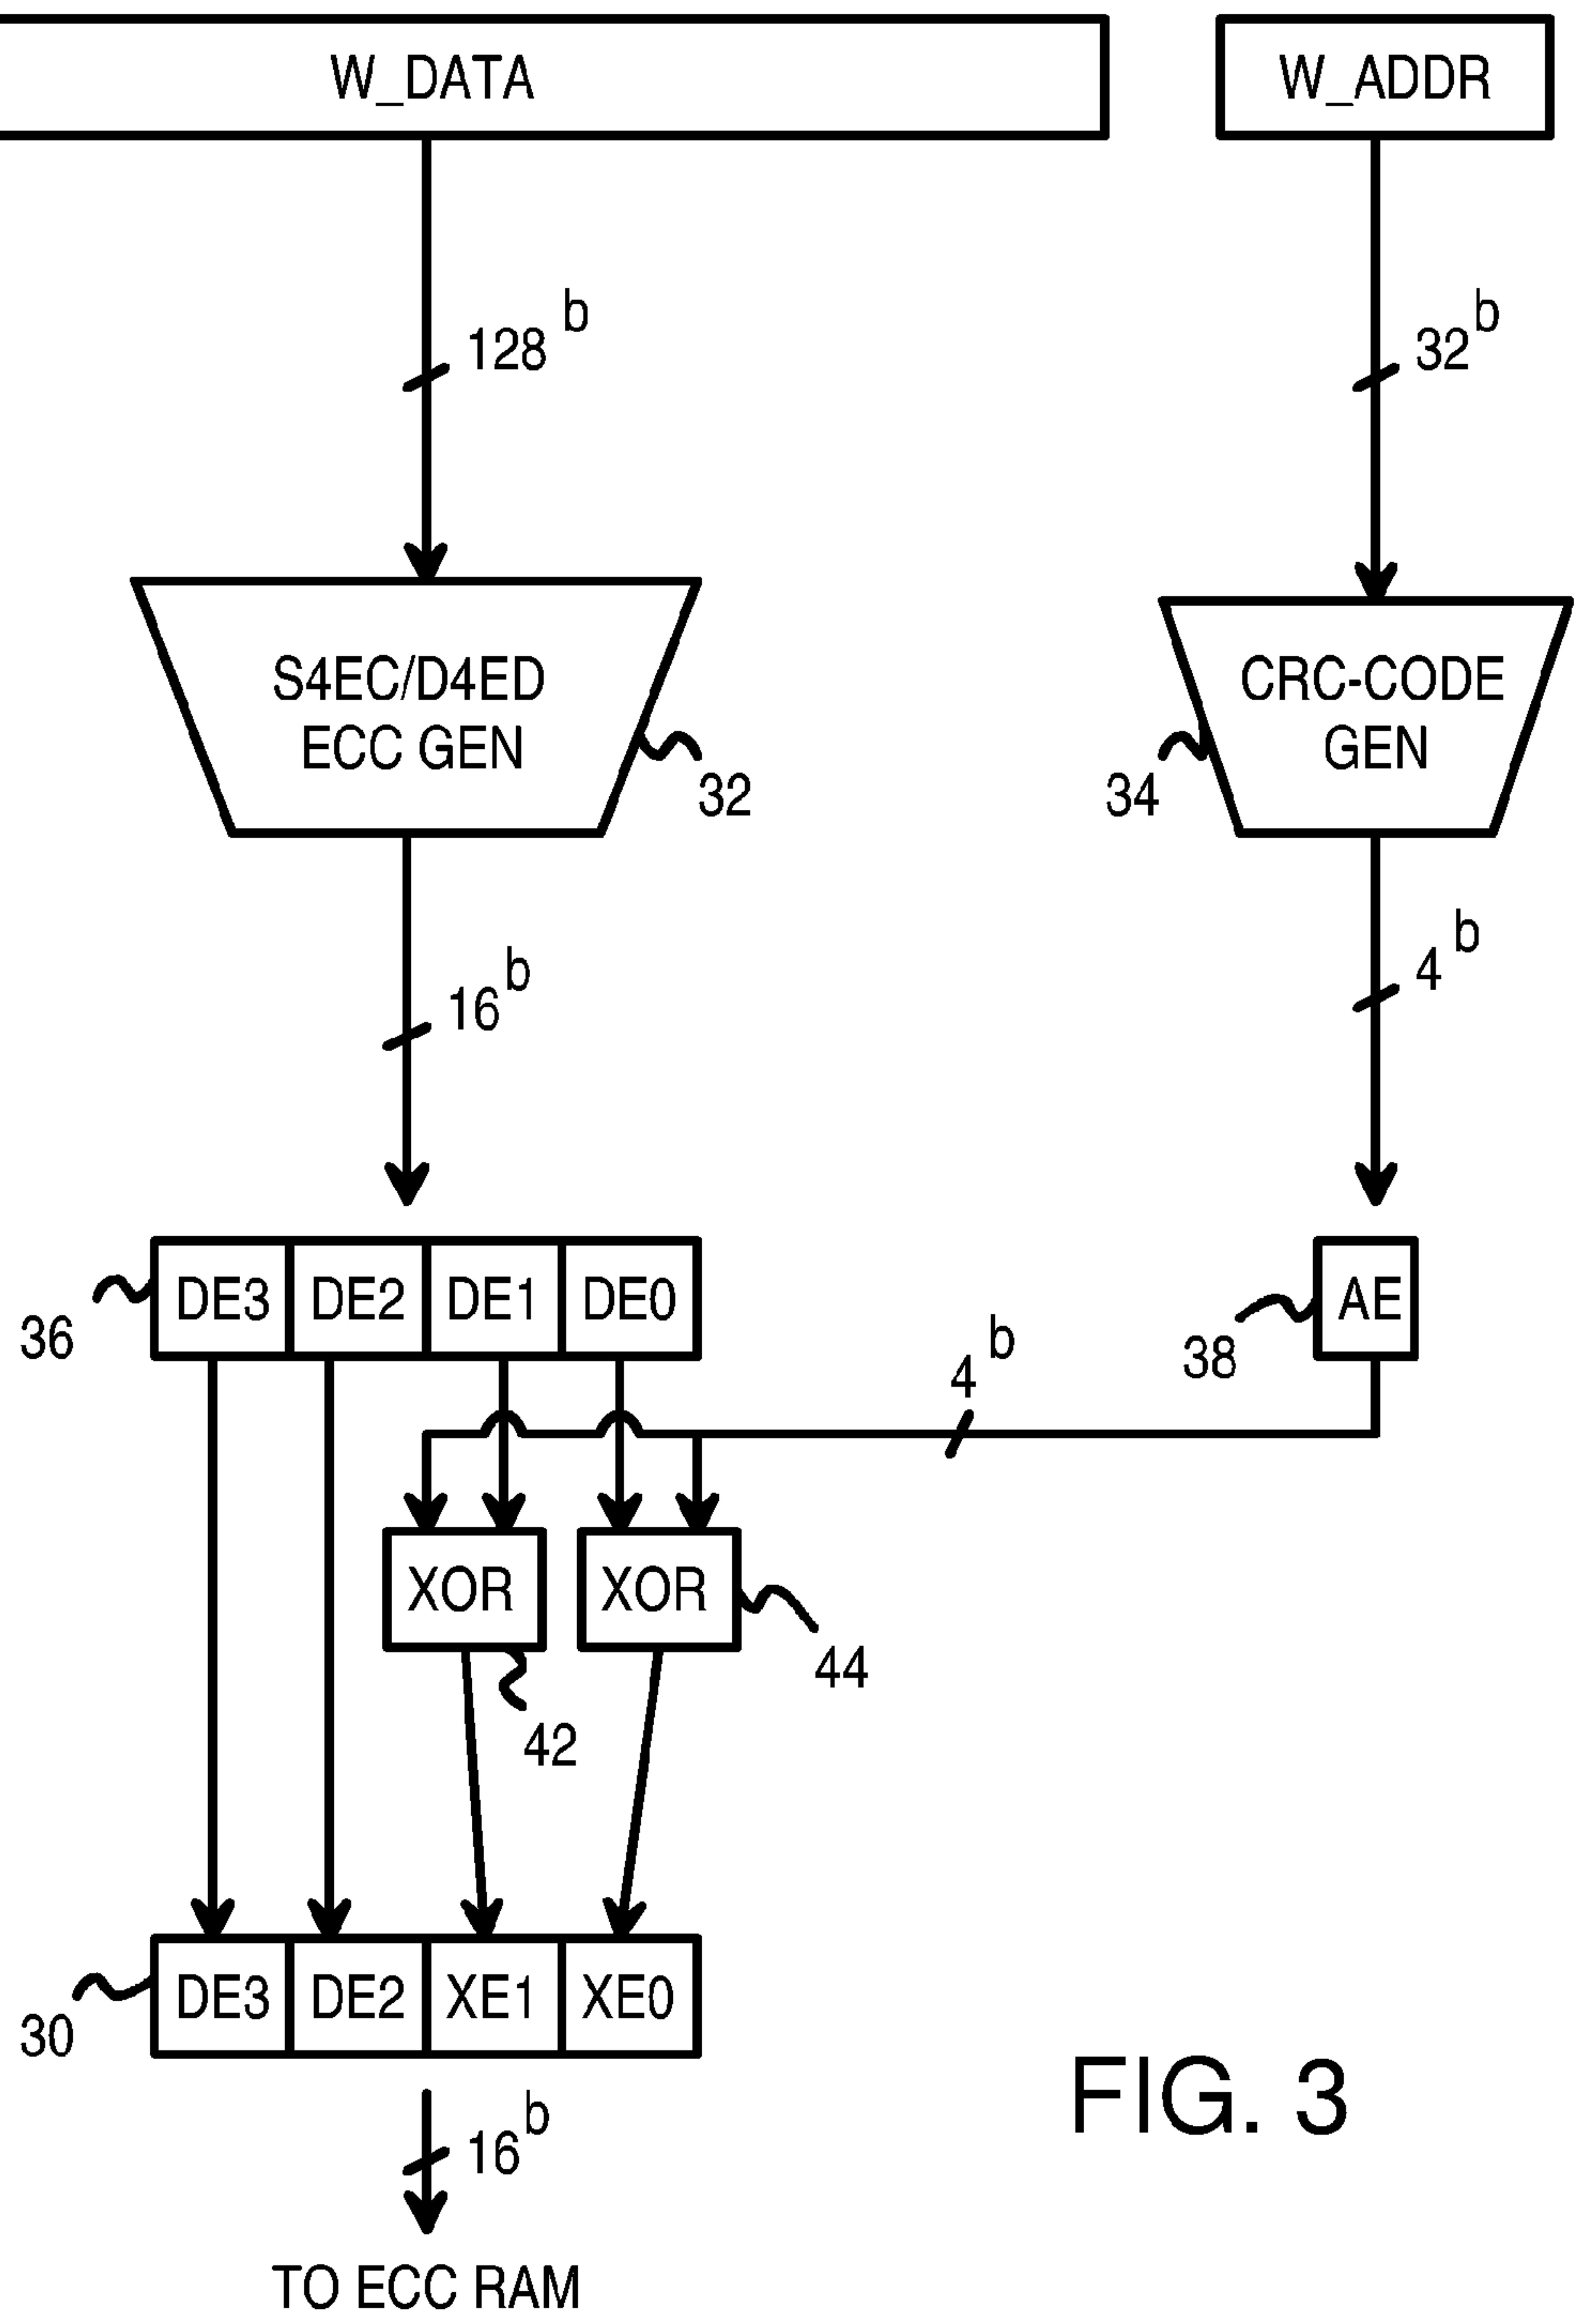 W_DATA
W_ADDR
128 b
32 b
S4EC/D4ED
ECC GEN
32
CRC-CODE
GEN
34
16 b
4 b
DE3 DE2 DE1 DE0
36
AE
38
4 b
XOR
XOR
44
42
DE3 DE2 XE1 XE0
30
16 b
TO ECC RAM
FIG. 3